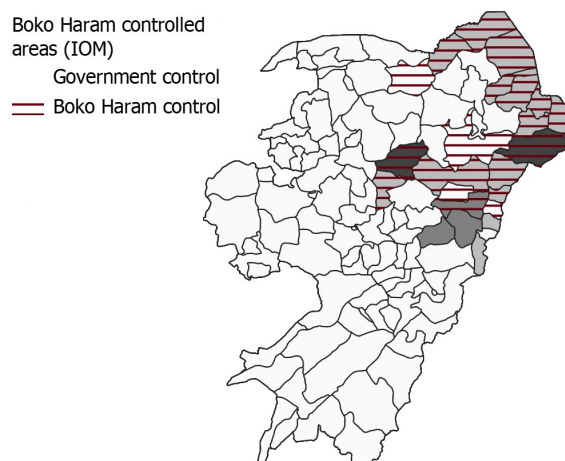 Boko Haram controlled
areas (IOM)
Government control
Boko Haram control